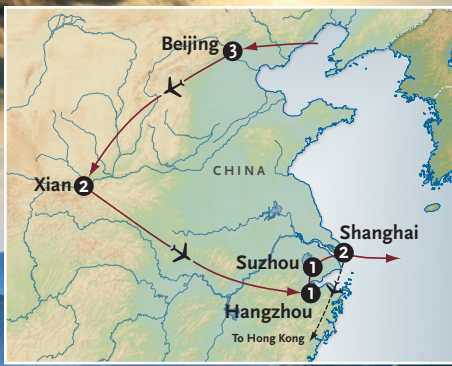 Beijing 3
CHINA
Xian 2
Shanghai
2
Suzhou 1
1
Hangzhou
To Hong Kong